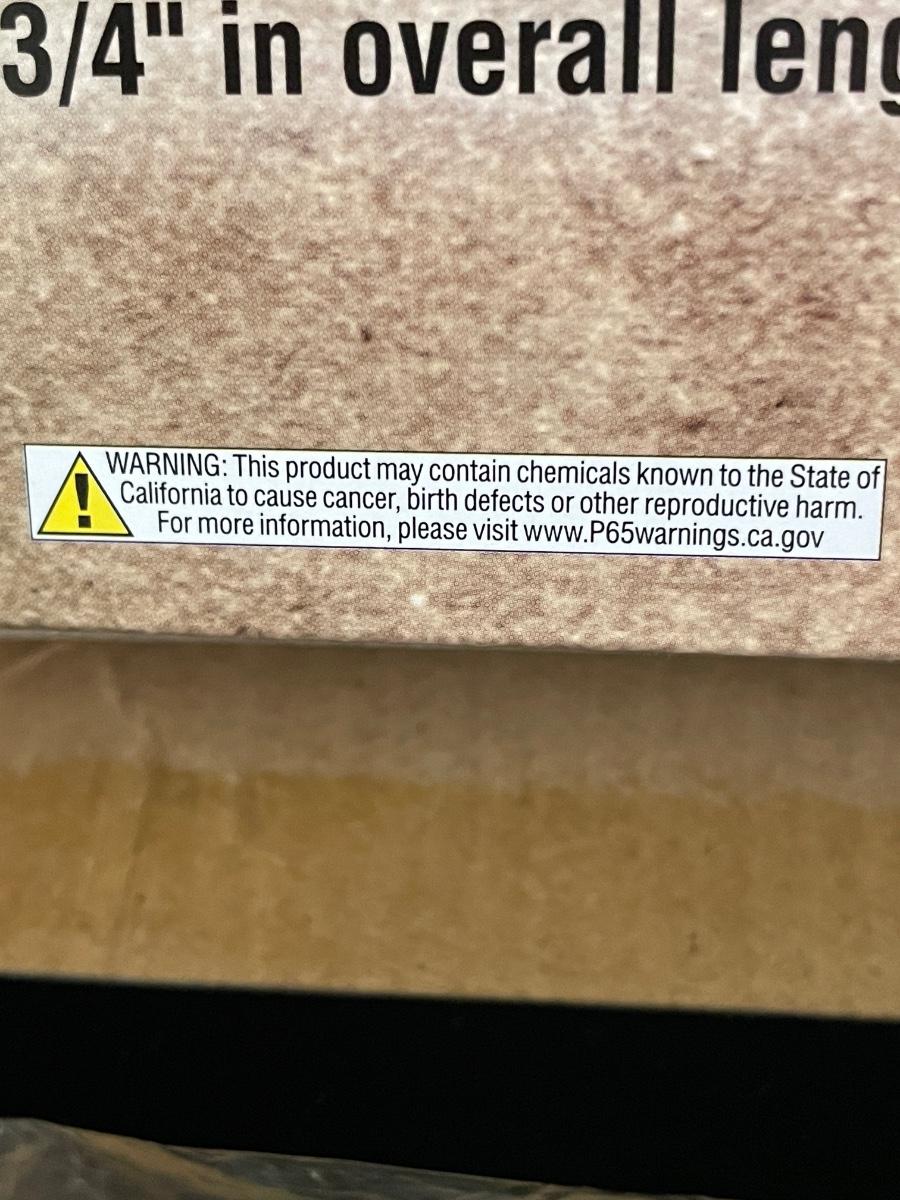 3/4" in overall
WARNING: This product may contain chemicals known to the State of
California to cause cancer, birth defects or other reproductive harm.
For more information, please visit www.P65warnings.ca.gov